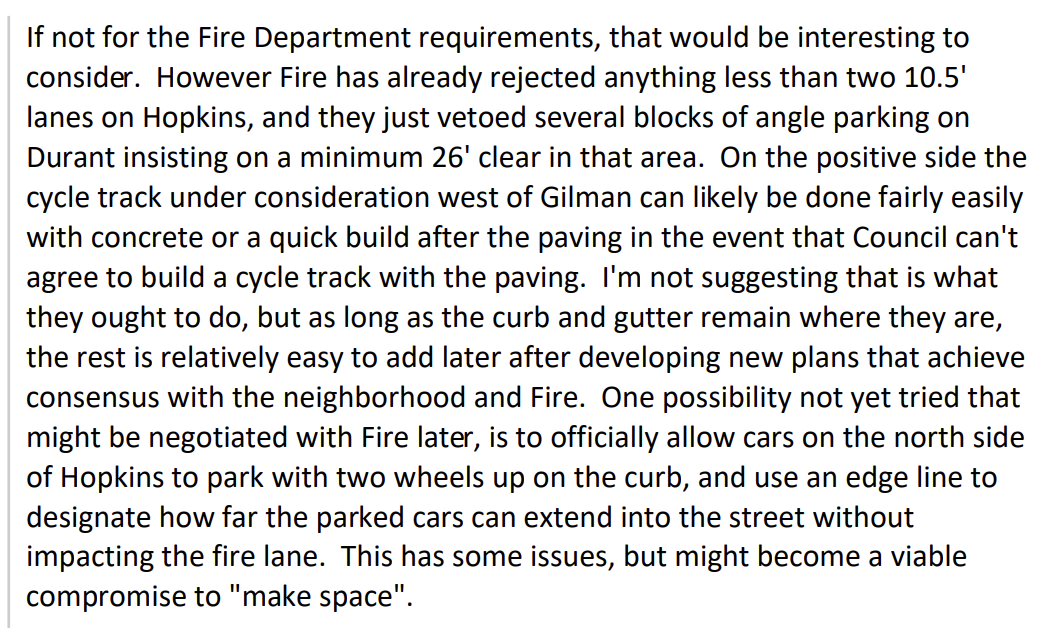 If not for the Fire Department requirements, that would be interesting to
consider.  However Fire has already rejected anything less than two 10.5'
lanes on Hopkins, and they just vetoed several blocks of angle parking on
Durant insisting on a minimum 26' clear in that area.  On the positive side the
cycle track under consideration west of Gilman can likely be done fairly easily
with concrete or a quick build after the paving in the event that Council can't
agree to build a cycle track with the paving.  I'm not suggesting that is what
they ought to do, but as long as the curb and gutter remain where they are,
the rest is relatively easy to add later after developing new plans that achieve
consensus with the neighborhood and Fire.  One possibility not yet tried that
might be negotiated with Fire later, is to officially allow cars on the north side
of Hopkins to park with two wheels up on the curb, and use an edge line to
designate how far the parked cars can extend into the street without
impacting the fire lane.  This has some issues, but might become a viable
compromise to "make space".